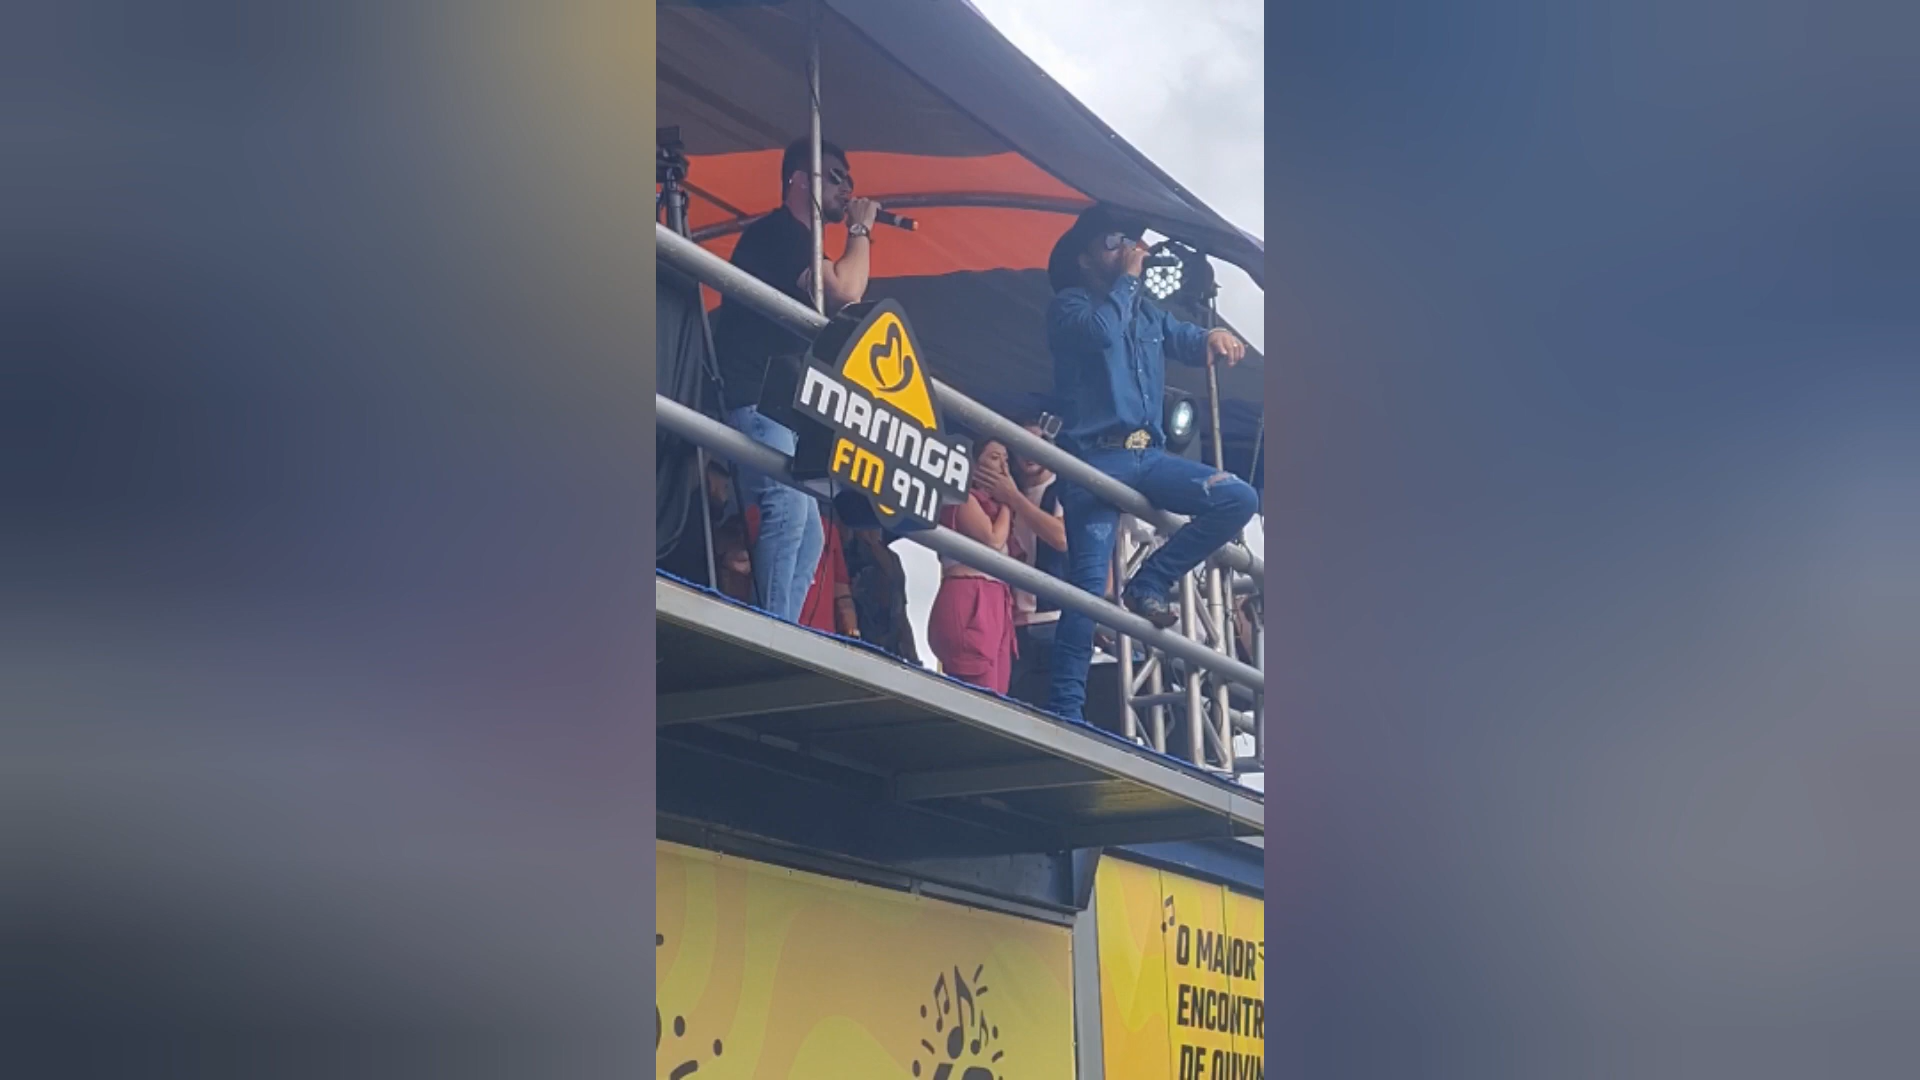 MARINGÁ
FM 97.1
O MAIOR
ENCONTR
DE OUVIN